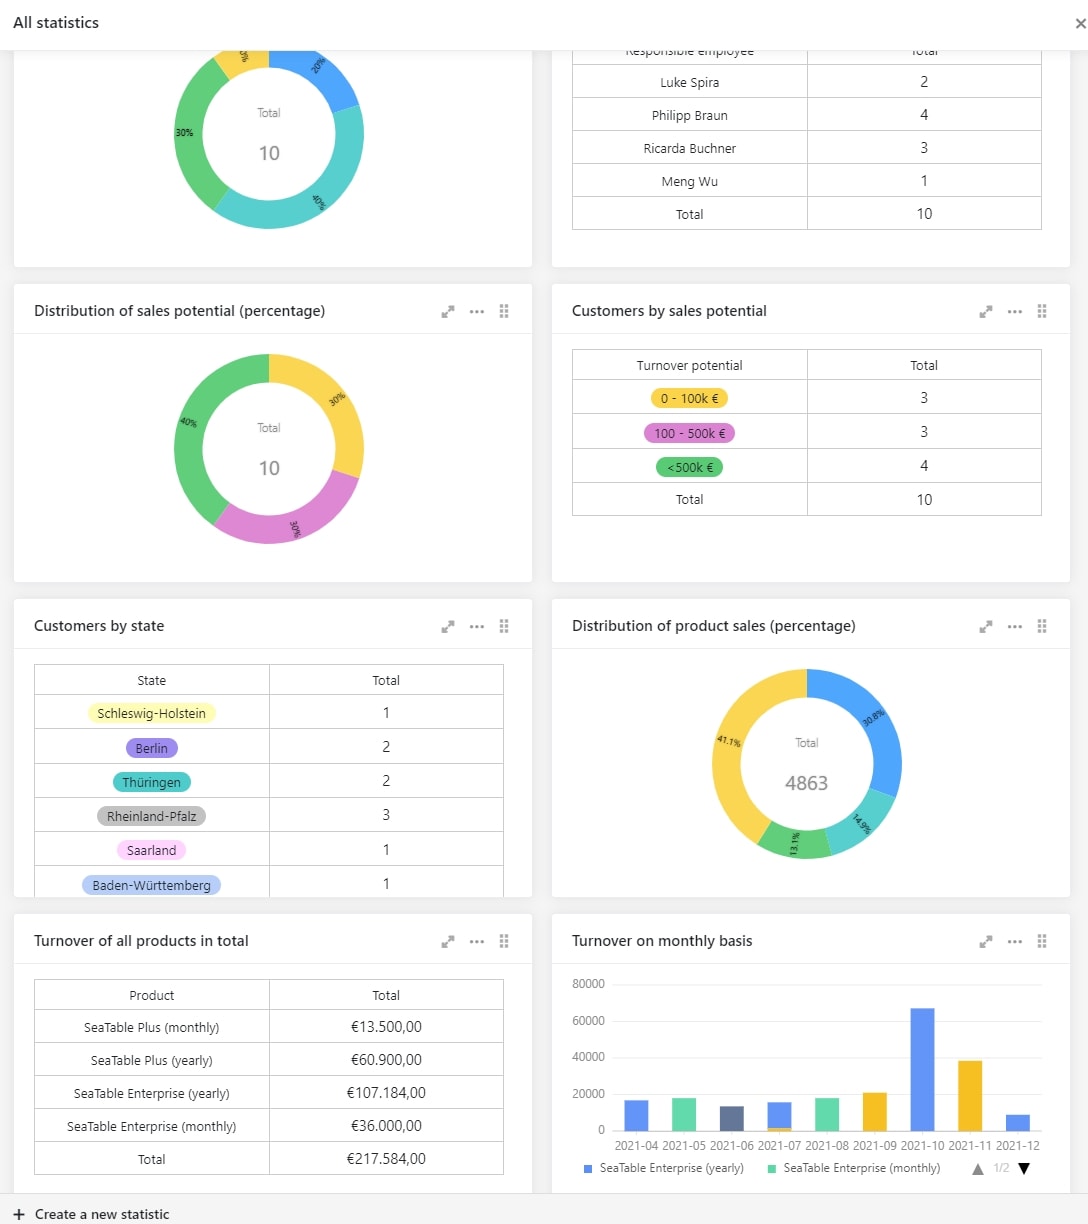 All statistics
Total
10
20%
40%
30%
Responsible employee Total
Luke Spira 2
Philipp Braun 4
Ricarda Buchner 3
Meng Wu 1
Total 10
Distribution of sales potential (percentage)
Total
10
30%
30%
40%
Customers by sales potential
Turnover potential Total
0 - 100k € 3
100 - 500k € 3
<500k € 4
Total 10
Customers by state
State Total
Schleswig-Holstein 1
Berlin 2
Thüringen 2
Rheinland-Pfalz 3
Saarland 1
Baden-Württemberg 1
Distribution of product sales (percentage)
Total
4863
30.8%
14.9%
13.1%
41.1%
Turnover of all products in total
Product Total
SeaTable Plus (monthly) €13.500,00
SeaTable Plus (yearly) €60.900,00
SeaTable Enterprise (yearly) €107.184,00
SeaTable Enterprise (monthly) €36.000,00
Total €217.584,00
Turnover on monthly basis
80000
60000
40000
20000
0
2021-04 2021-05 2021-06 2021-07 2021-08 2021-09 2021-10 2021-11 2021-12
SeaTable Enterprise (yearly) SeaTable Enterprise (monthly) 1/2
+ Create a new statistic